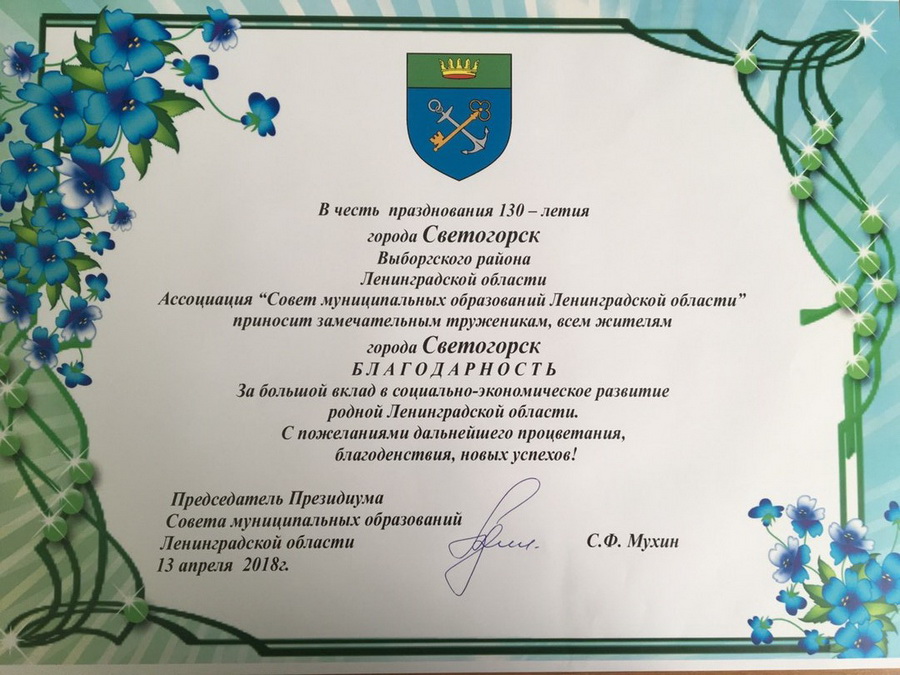 В честь празднования 130 – летия
города Светогорск
Выборгского района
Ленинградской области
Ассоциация “Совет муниципальных образований Ленинградской области”
приносит замечательным труженикам, всем жителям
города Светогорск
Б Л А Г О Д А Р Н О С Т Ь
За большой вклад в социально-экономическое развитие
родной Ленинградской области.
С пожеланиями дальнейшего процветания,
благоденствия, новых успехов!
Председатель Президиума
Совета муниципальных образований
Ленинградской области
С.Ф. Мухин
13 апреля 2018г.